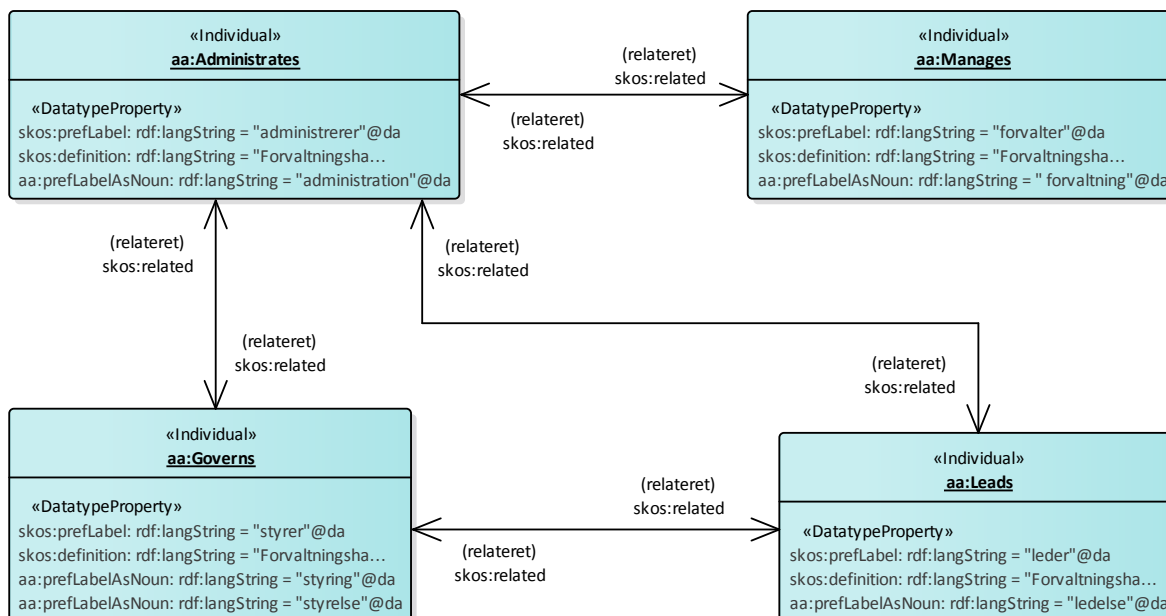 «Individual»
aa:Administrates
«DatatypeProperty»
skos:prefLabel: rdf:langString = "administrerer"@da
skos:definition: rdf:langString = "Forvaltningsha...
aa:prefLabelAsNoun: rdf:langString = "administration"@da
(relateret)
skos:related
(relateret)
skos:related
«Individual»
aa:Manages
«DatatypeProperty»
skos:prefLabel: rdf:langString = "forvalter"@da
skos:definition: rdf:langString = "Forvaltningsha...
aa:prefLabelAsNoun: rdf:langString = " forvaltning"@da
(relateret)
skos:related
(relateret)
skos:related
(relateret)
skos:related
(relateret)
skos:related
«Individual»
aa:Governs
«DatatypeProperty»
skos:prefLabel: rdf:langString = "styrer"@da
skos:definition: rdf:langString = "Forvaltningsha...
aa:prefLabelAsNoun: rdf:langString = "styring"@da
aa:prefLabelAsNoun: rdf:langString = "styrelse"@da
(relateret)
skos:related
(relateret)
skos:related
«Individual»
aa:Leads
«DatatypeProperty»
skos:prefLabel: rdf:langString = "leder"@da
skos:definition: rdf:langString = "Forvaltningsha...
aa:prefLabelAsNoun: rdf:langString = "ledelse"@da